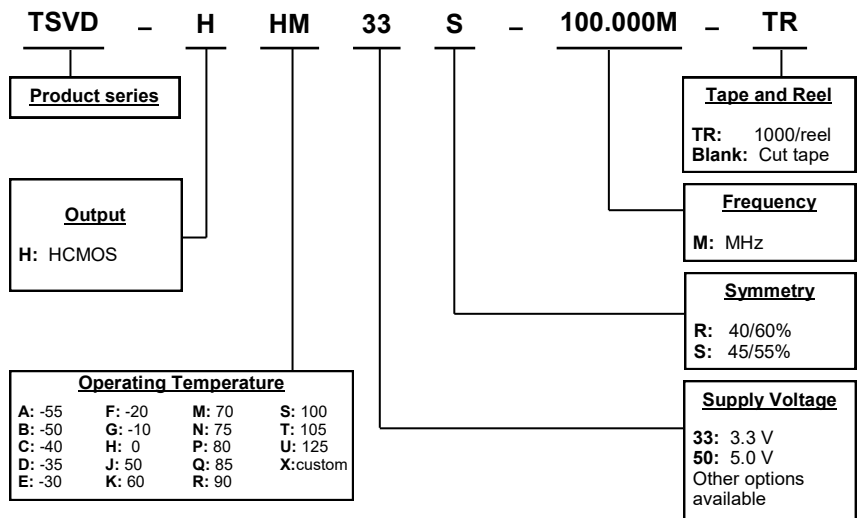 TSVD – H HM 33 S – 100.000M – TR
Product series
Tape and Reel
TR: 1000/reel
Blank: Cut tape
Output
H: HCMOS
Frequency
M: MHz
Symmetry
R: 40/60%
S: 45/55%
Operating Temperature
A: -55 F: -20 M: 70 S: 100
B: -50 G: -10 N: 75 T: 105
C: -40 H: 0 P: 80 U: 125
D: -35 J: 50 Q: 85 X:custom
E: -30 K: 60 R: 90
Supply Voltage
33: 3.3 V
50: 5.0 V
Other options
available